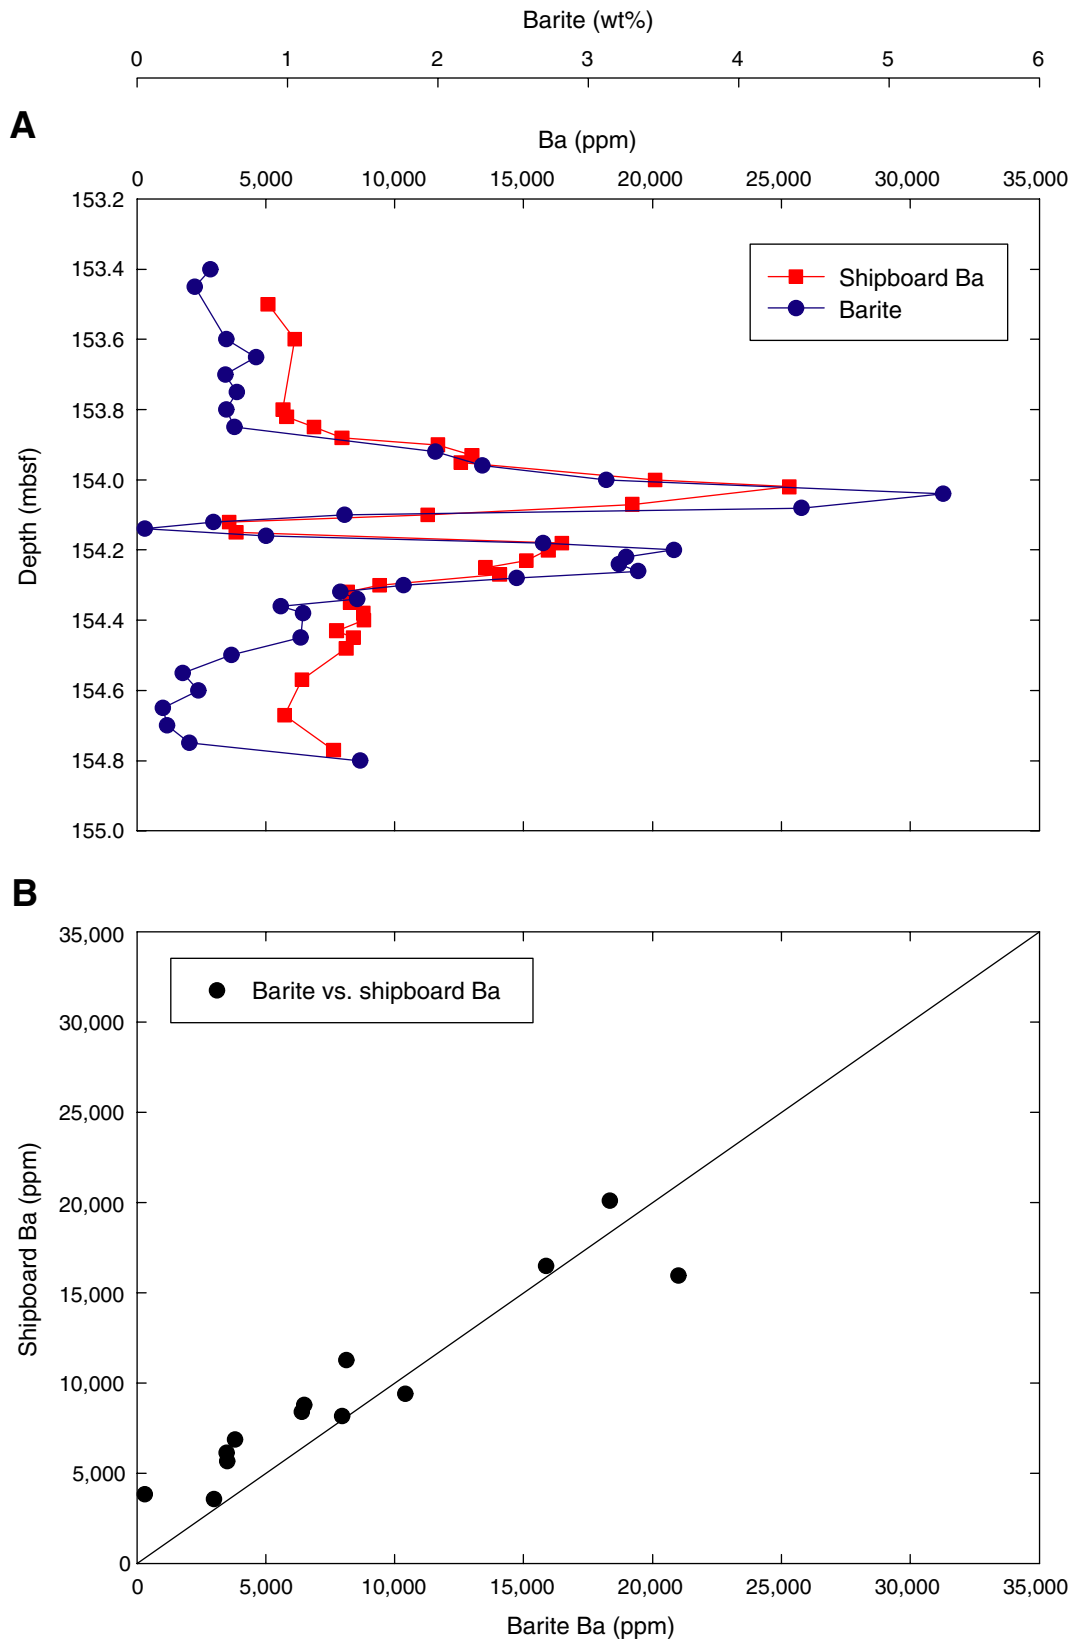 Barite (wt%)
0 1 2 3 4 5 6
A
Ba (ppm)
0 5,000 10,000 15,000 20,000 25,000 30,000 35,000
153.2
153.4
Shipboard Ba
Barite
153.6
153.8
154.0
Depth (mbsf)
154.2
154.4
154.6
154.8
155.0
B
35,000
Barite vs. shipboard Ba
30,000
25,000
20,000
Shipboard Ba (ppm)
15,000
10,000
5,000
0
0 5,000 10,000 15,000 20,000 25,000 30,000 35,000
Barite Ba (ppm)